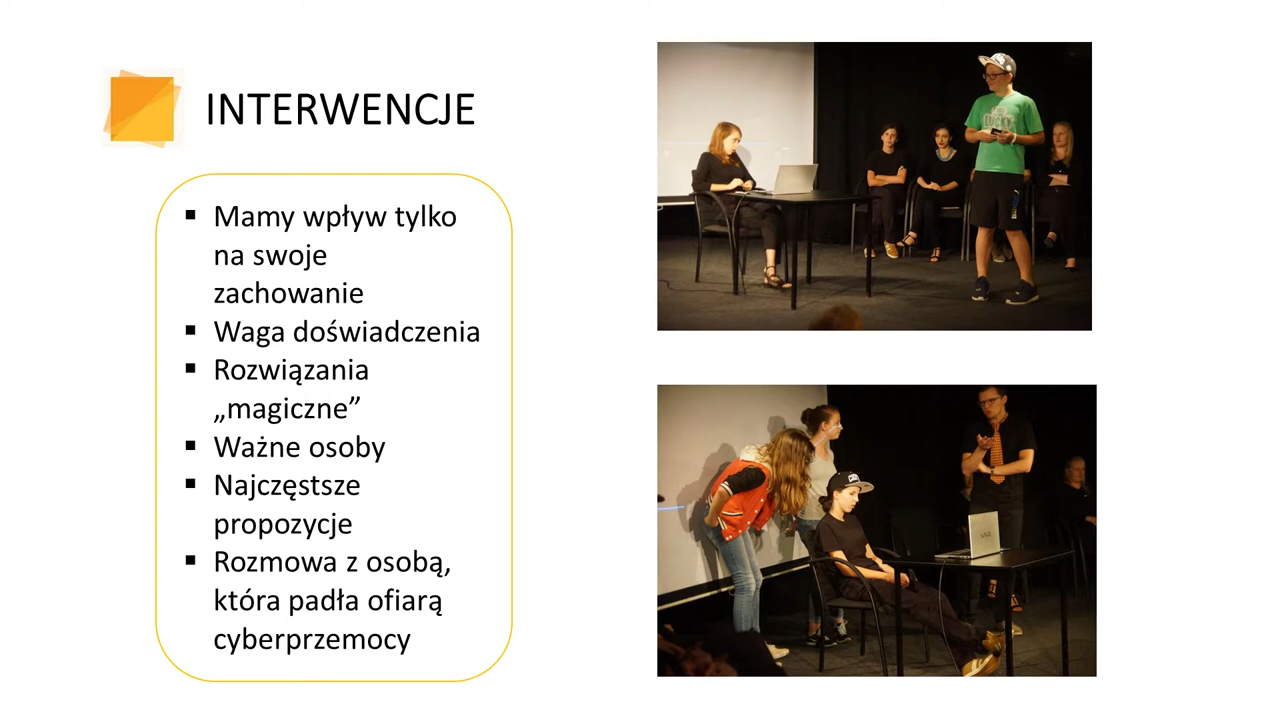 INTERWENCJE
▪ Mamy wpływ tylko
na swoje
zachowanie
▪ Waga doświadczenia
▪ Rozwiązania
„magiczne”
▪ Ważne osoby
▪ Najczęstsze
propozycje
▪ Rozmowa z osobą,
która padła ofiarą
cyberprzemocy
LUCKY